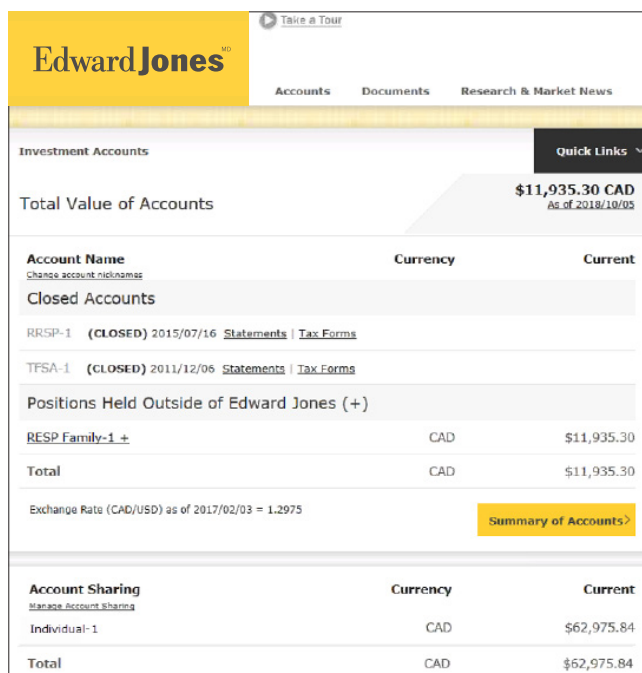 Take a Tour
Edward Jones MD
Accounts Documents Research & Market News
Investment Accounts Quick Links
Total Value of Accounts $11,935.30 CAD
As of 2018/10/05
Account Name Currency Current
Change account nicknames
Closed Accounts
RRSP-1 (CLOSED) 2015/07/16 Statements | Tax Forms
TFSA-1 (CLOSED) 2011/12/06 Statements | Tax Forms
Positions Held Outside of Edward Jones (+)
RESP Family-1 + CAD $11,935.30
Total CAD $11,935.30
Exchange Rate (CAD/USD) as of 2017/02/03 = 1.2975
Summary of Accounts>
Account Sharing Currency Current
Manage Account Sharing
Individual-1 CAD $62,975.84
Total CAD $62,975.84